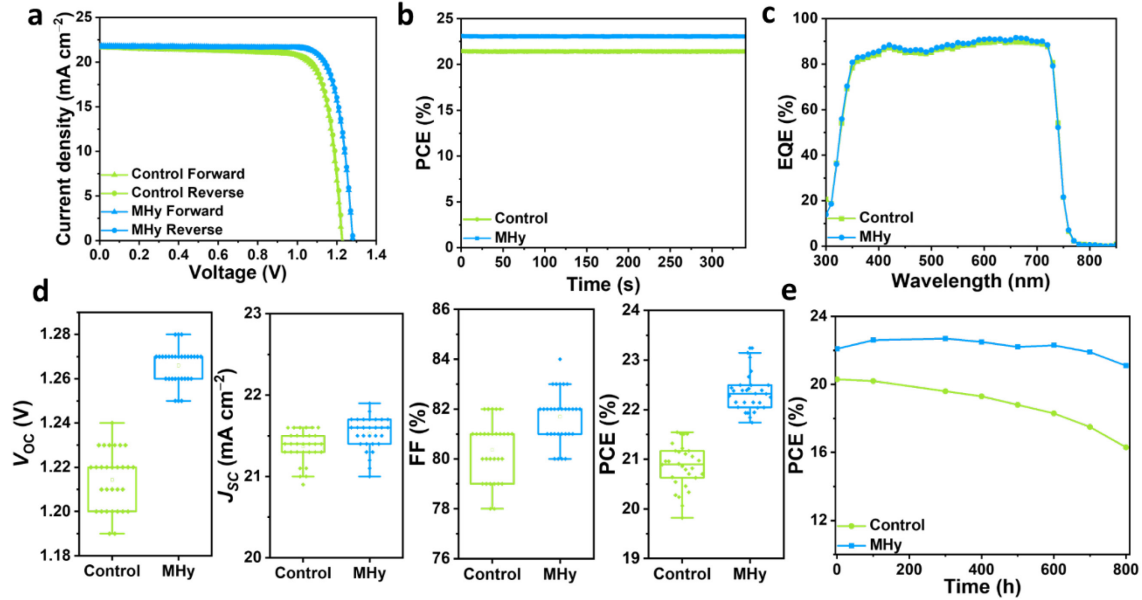 a
Current density (mA cm⁻²)
25
20
15
10
5
0
Control Forward
Control Reverse
MHy Forward
MHy Reverse
0.0 0.2 0.4 0.6 0.8 1.0 1.2 1.4
Voltage (V)
b
PCE (%)
25
20
15
10
5
0
Control
MHy
0 50 100 150 200 250 300
Time (s)
c
EQE (%)
100
80
60
40
20
0
Control
MHy
300 400 500 600 700 800
Wavelength (nm)
d
V_OC (V)
1.28
1.26
1.24
1.22
1.20
1.18
Control MHy
J_SC (mA cm⁻²)
23
22
21
20
Control MHy
FF (%)
86
84
82
80
78
76
Control MHy
PCE (%)
24
23
22
21
20
19
Control MHy
e
PCE (%)
24
20
16
12
Control
MHy
0 200 400 600 800
Time (h)